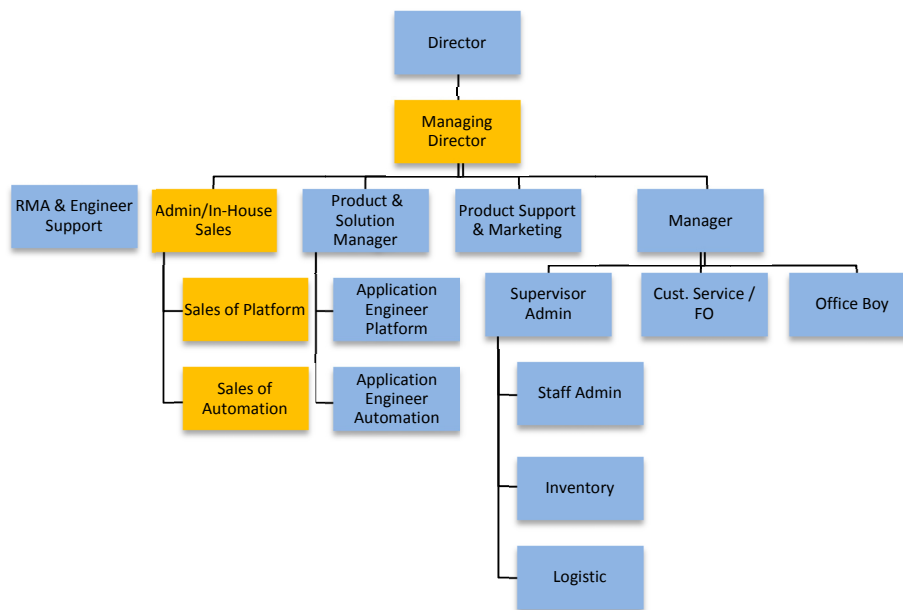 Director
Managing
Director
RMA & Engineer
Support
Admin/In-House
Sales
Product &
Solution
Manager
Product Support
& Marketing
Manager
Sales of Platform
Application
Engineer
Platform
Supervisor
Admin
Cust. Service /
FO
Office Boy
Sales of
Automation
Application
Engineer
Automation
Staff Admin
Inventory
Logistic